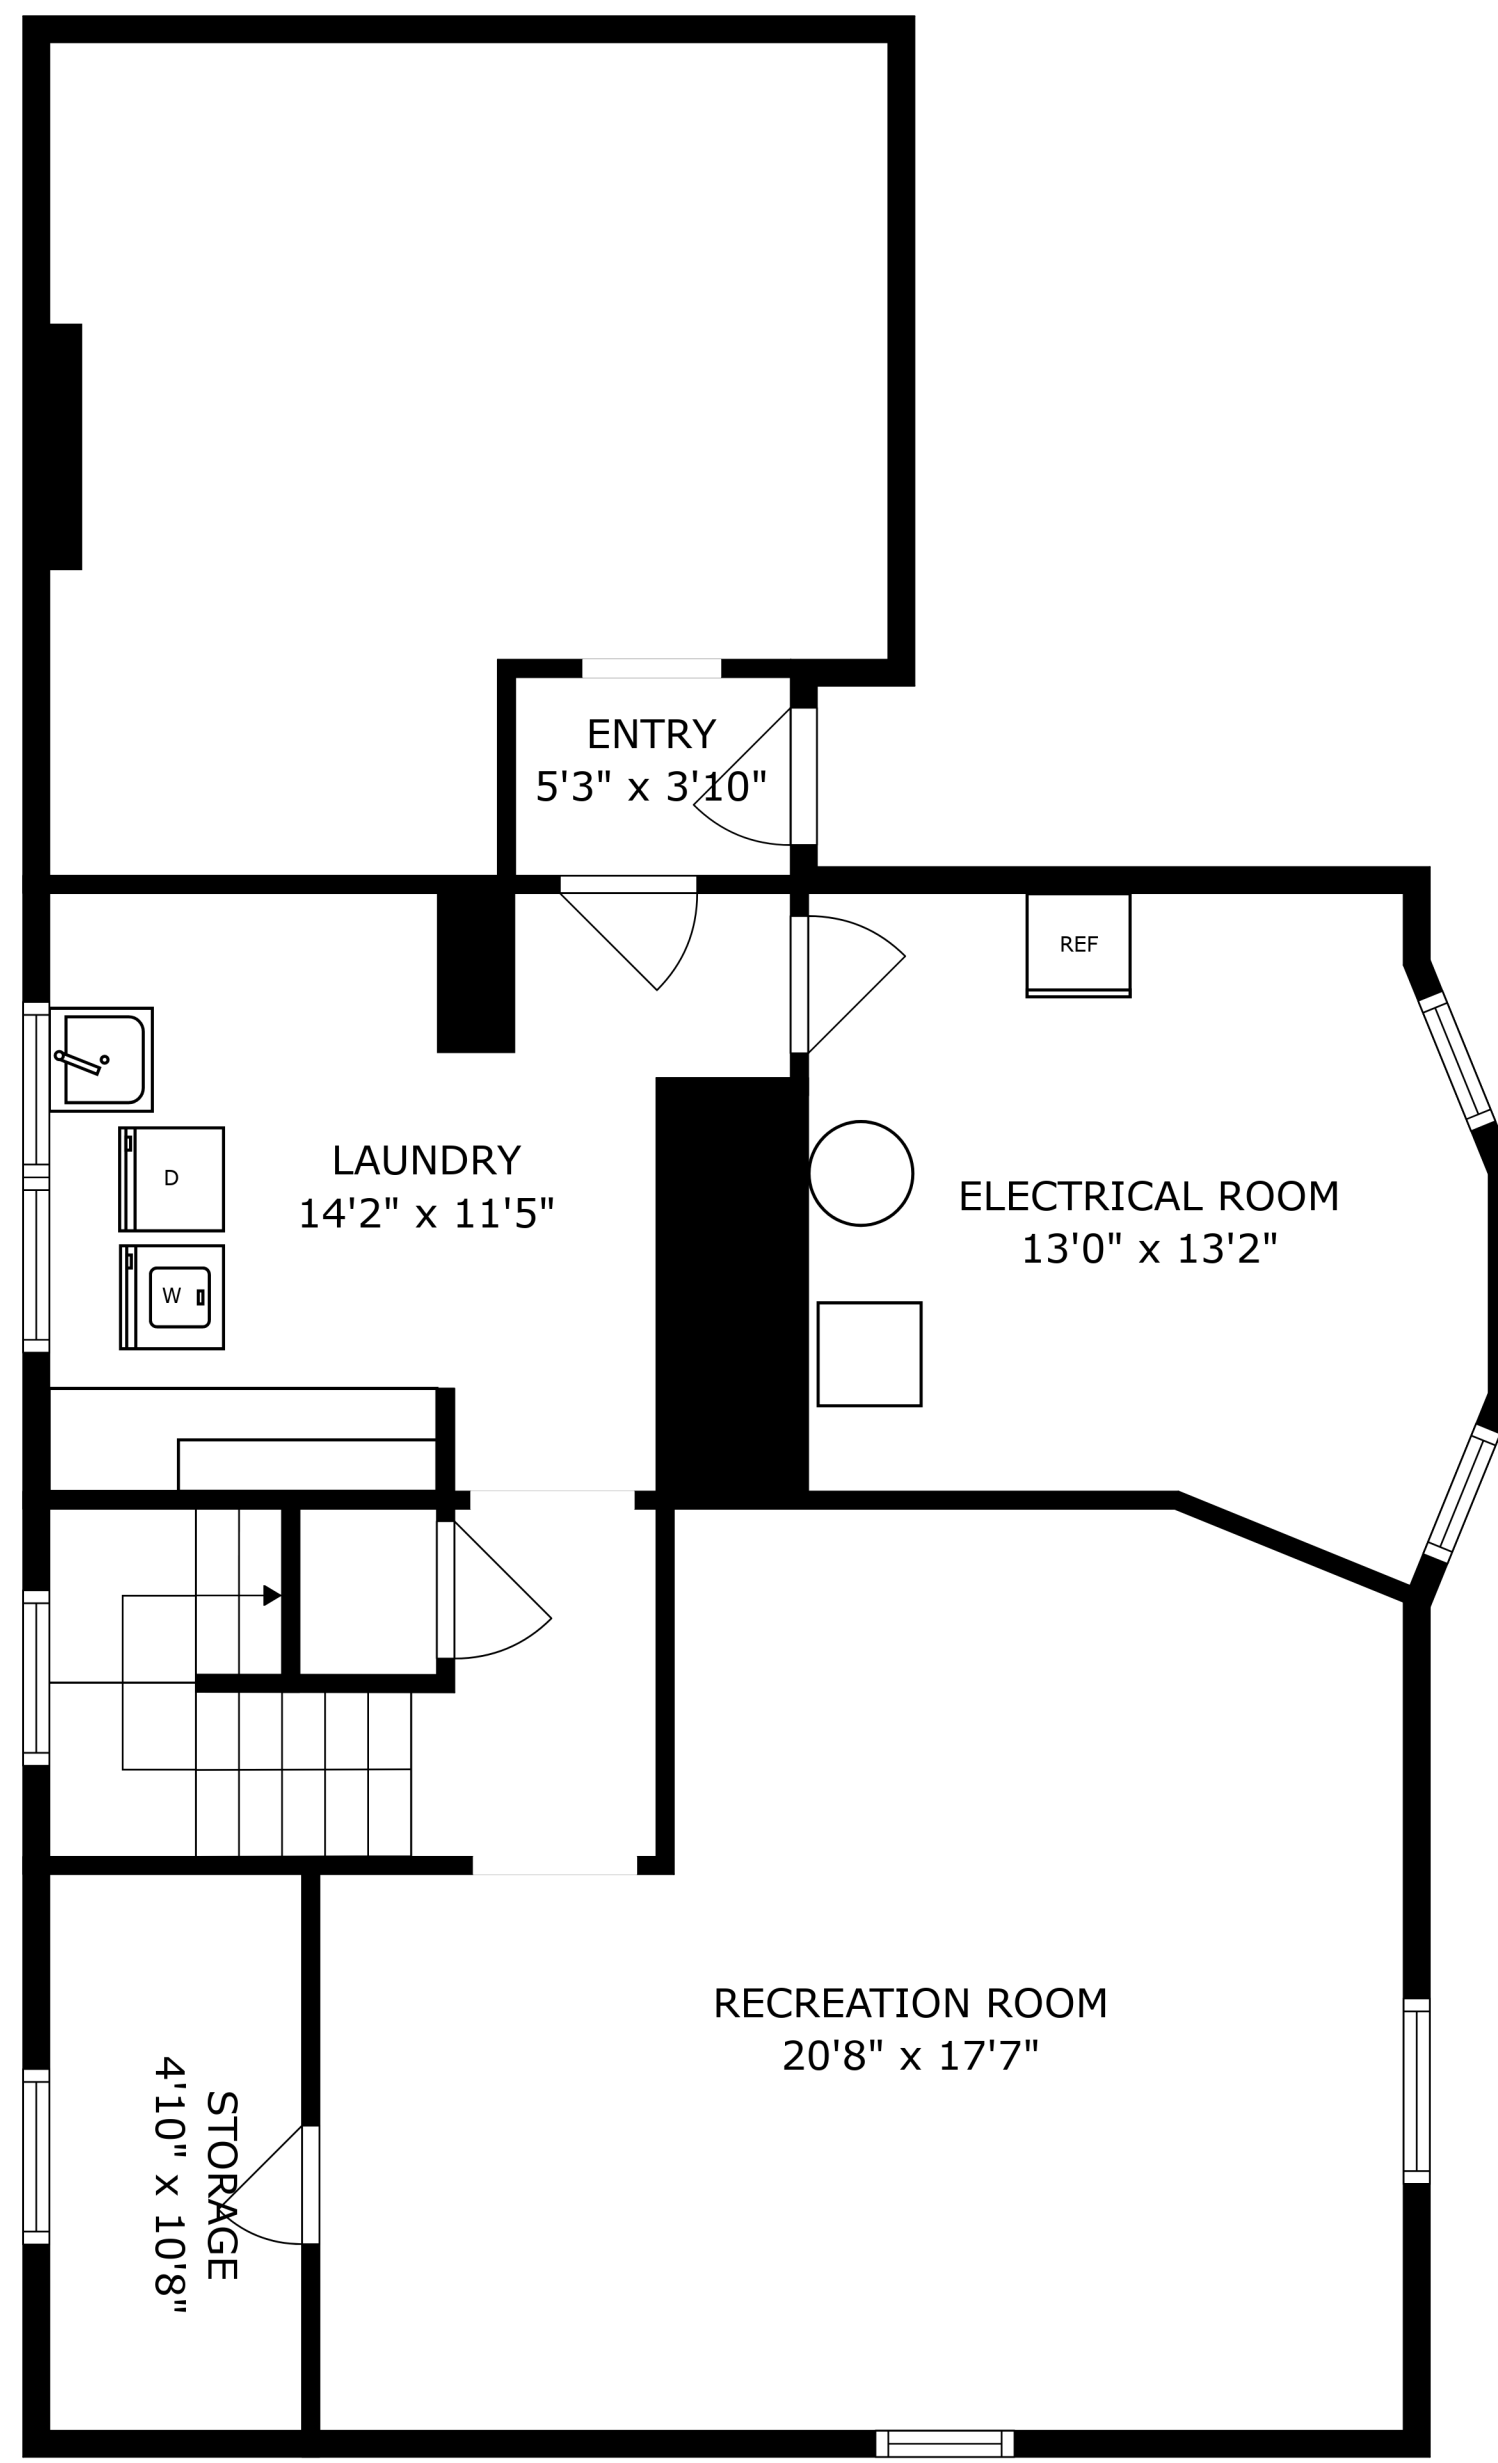 ENTRY
5'3" x 3'10"
REF
LAUNDRY
14'2" x 11'5"
D
W
ELECTRICAL ROOM
13'0" x 13'2"
RECREATION ROOM
20'8" x 17'7"
STORAGE
4'10" x 10'8"